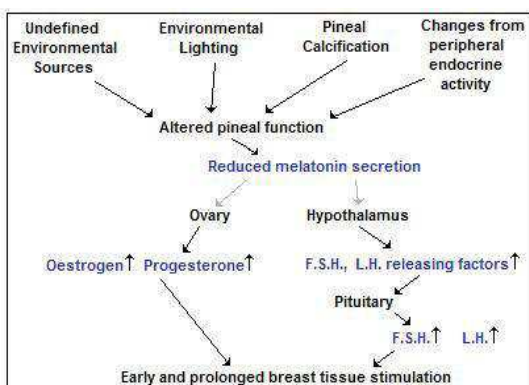 Undefined
Environmental
Sources
Environmental
Lighting
Pineal
Calcification
Changes from
peripheral
endocrine
activity
Altered pineal function
Reduced melatonin secretion
Ovary
Hypothalamus
Oestrogen↑ Progesterone↑
F.S.H., L.H. releasing factors↑
Pituitary
F.S.H.↑ L.H.↑
Early and prolonged breast tissue stimulation